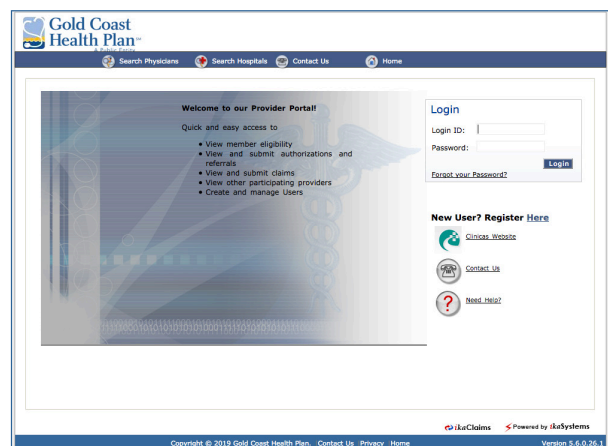 Gold Coast
Health Plan℠
A Public Entity
Search Physicians Search Hospitals Contact Us Home
Welcome to our Provider Portal!
Quick and easy access to
• View member eligibility
• View and submit authorizations and
referrals
• View and submit claims
• View other participating providers
• Create and manage Users
Login
Login ID:
Password:
Login
Forgot your Password?
New User? Register Here
Clinicas Website
Contact Us
? Need Help?
ikaClaims Powered by ikaSystems
Copyright © 2019 Gold Coast Health Plan. Contact Us Privacy Home Version 5.6.0.26.1